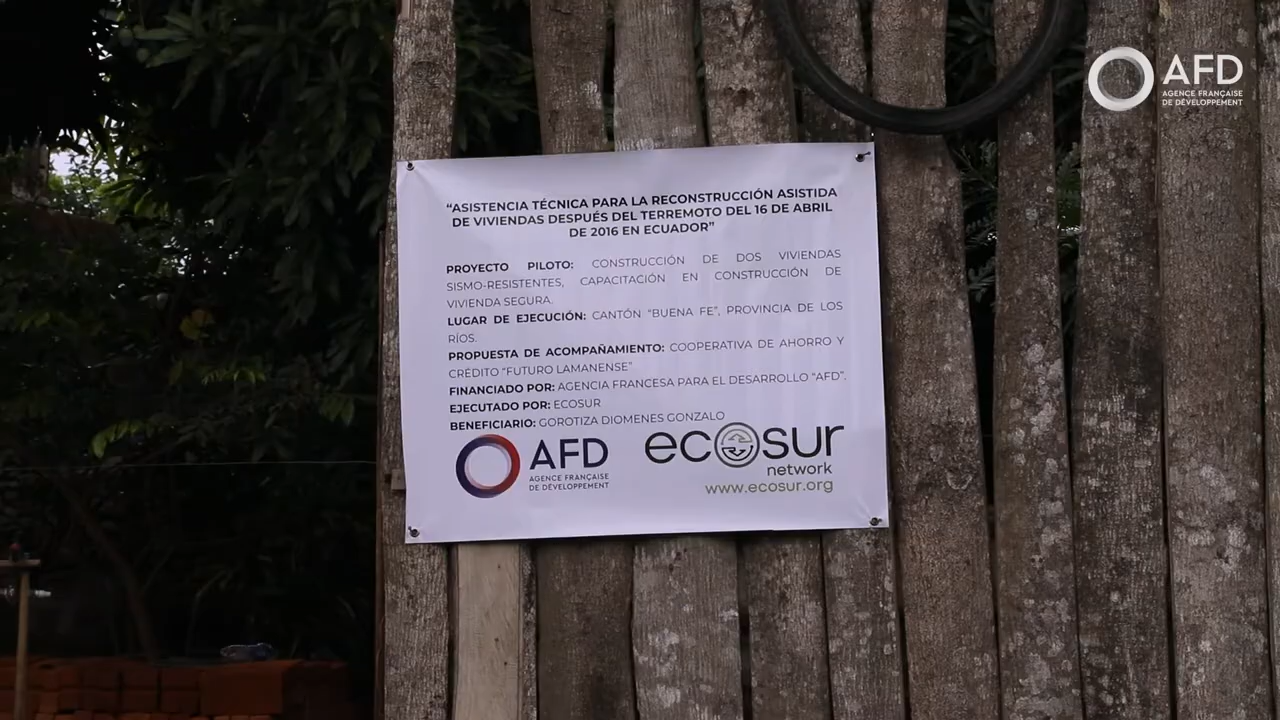 AFD
AGENCE FRANÇAISE
DE DÉVELOPPEMENT
“ASISTENCIA TÉCNICA PARA LA RECONSTRUCCIÓN ASISTIDA
DE VIVIENDAS DESPUÉS DEL TERREMOTO DEL 16 DE ABRIL
DE 2016 EN ECUADOR”
PROYECTO PILOTO: CONSTRUCCIÓN DE DOS VIVIENDAS
SISMO-RESISTENTES, CAPACITACIÓN EN CONSTRUCCIÓN DE
VIVIENDA SEGURA.
LUGAR DE EJECUCIÓN: CANTÓN “BUENA FE”, PROVINCIA DE LOS
RÍOS.
PROPUESTA DE ACOMPAÑAMIENTO: COOPERATIVA DE AHORRO Y
CRÉDITO “FUTURO LAMANENSE”
FINANCIADO POR: AGENCIA FRANCESA PARA EL DESARROLLO “AFD”.
EJECUTADO POR: ECOSUR
BENEFICIARIO: GOROTIZA DIOMENES GONZALO
AFD
AGENCE FRANÇAISE
DE DÉVELOPPEMENT
ecosur
network
www.ecosur.org